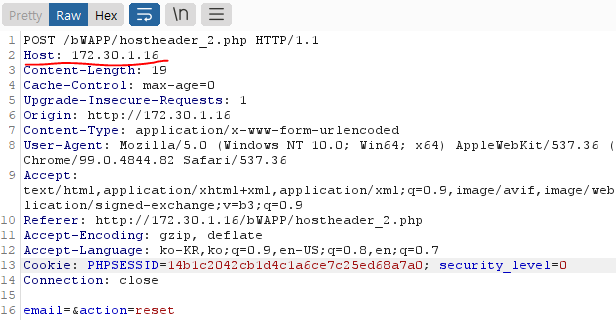 Pretty Raw Hex \n
1 POST /bWAPP/hostheader_2.php HTTP/1.1
2 Host: 172.30.1.16
3 Content-Length: 19
4 Cache-Control: max-age=0
5 Upgrade-Insecure-Requests: 1
6 Origin: http://172.30.1.16
7 Content-Type: application/x-www-form-urlencoded
8 User-Agent: Mozilla/5.0 (Windows NT 10.0; Win64; x64) AppleWebKit/537.36 (
Chrome/99.0.4844.82 Safari/537.36
9 Accept:
text/html,application/xhtml+xml,application/xml;q=0.9,image/avif,image/web
lication/signed-exchange;v=b3;q=0.9
10 Referer: http://172.30.1.16/bWAPP/hostheader_2.php
11 Accept-Encoding: gzip, deflate
12 Accept-Language: ko-KR,ko;q=0.9,en-US;q=0.8,en;q=0.7
13 Cookie: PHPSESSID=14b1c2042cb1d4c1a6ce7c25ed68a7a0; security_level=0
14 Connection: close
15
16 email=&action=reset